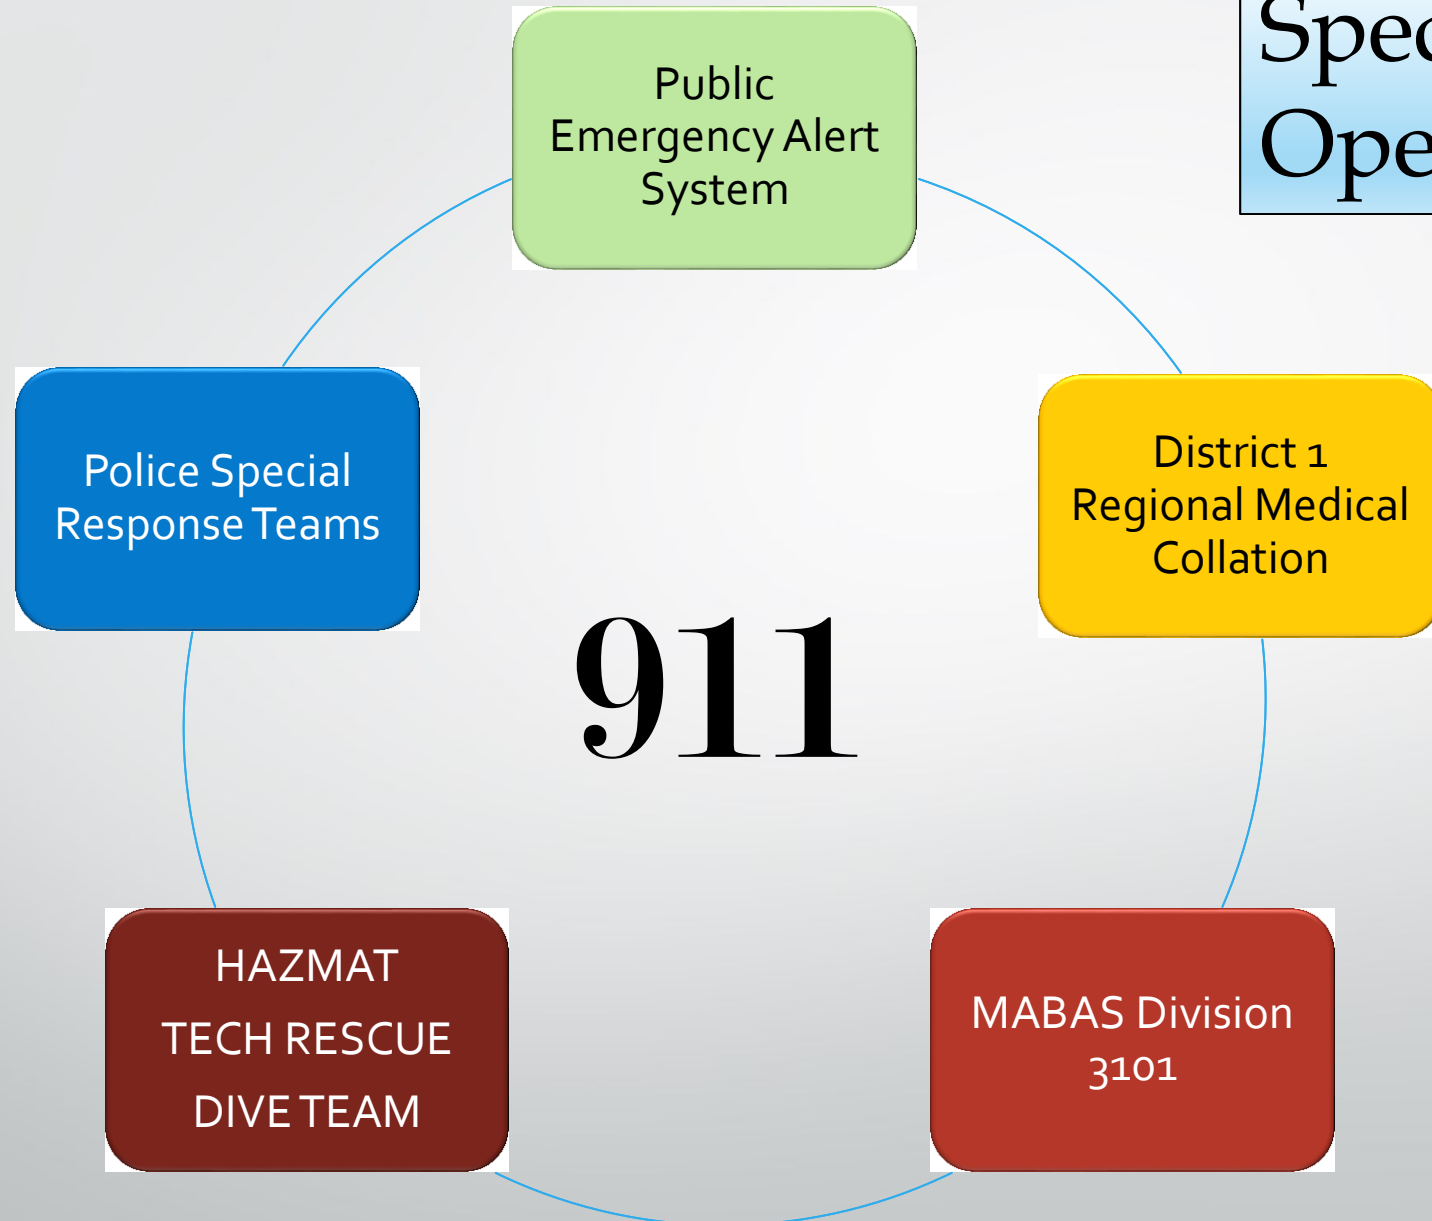 Public
Emergency Alert
System
Police Special
Response Teams
District 1
Regional Medical
Collation
911
HAZMAT
TECH RESCUE
DIVE TEAM
MABAS Division
3101